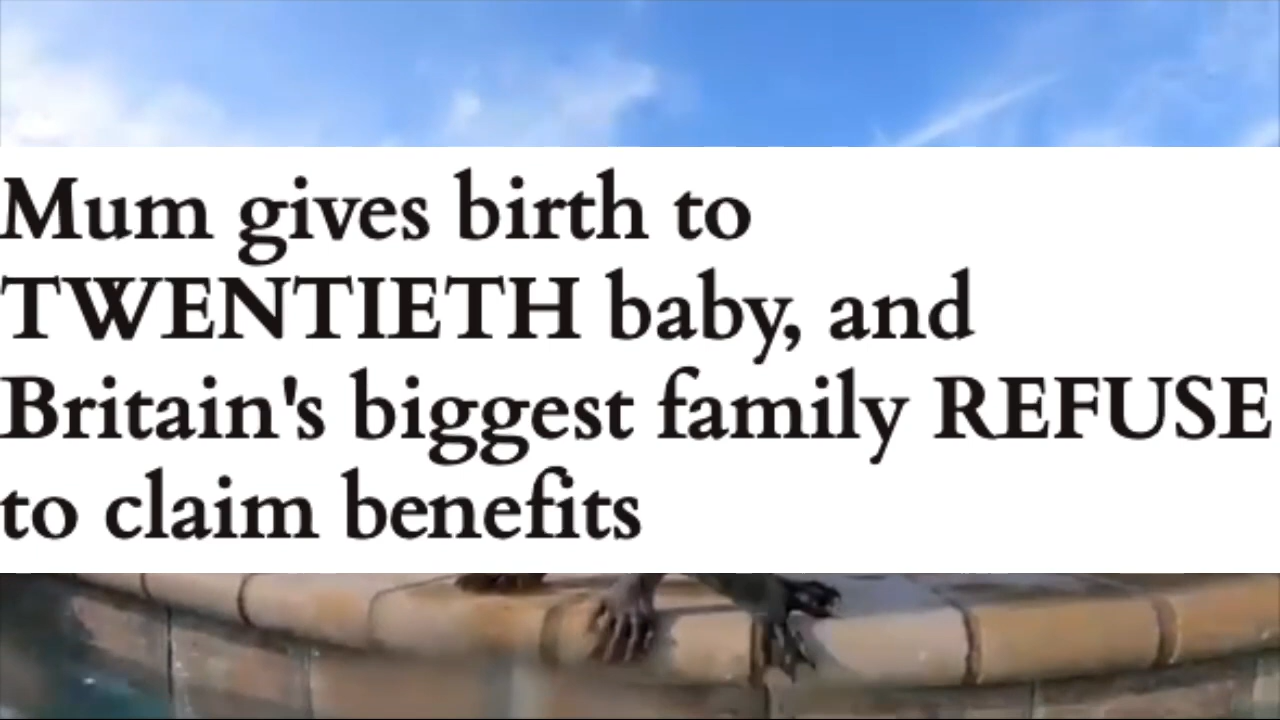 Mum gives birth to
TWENTIETH baby, and
Britain's biggest family REFUSE
to claim benefits